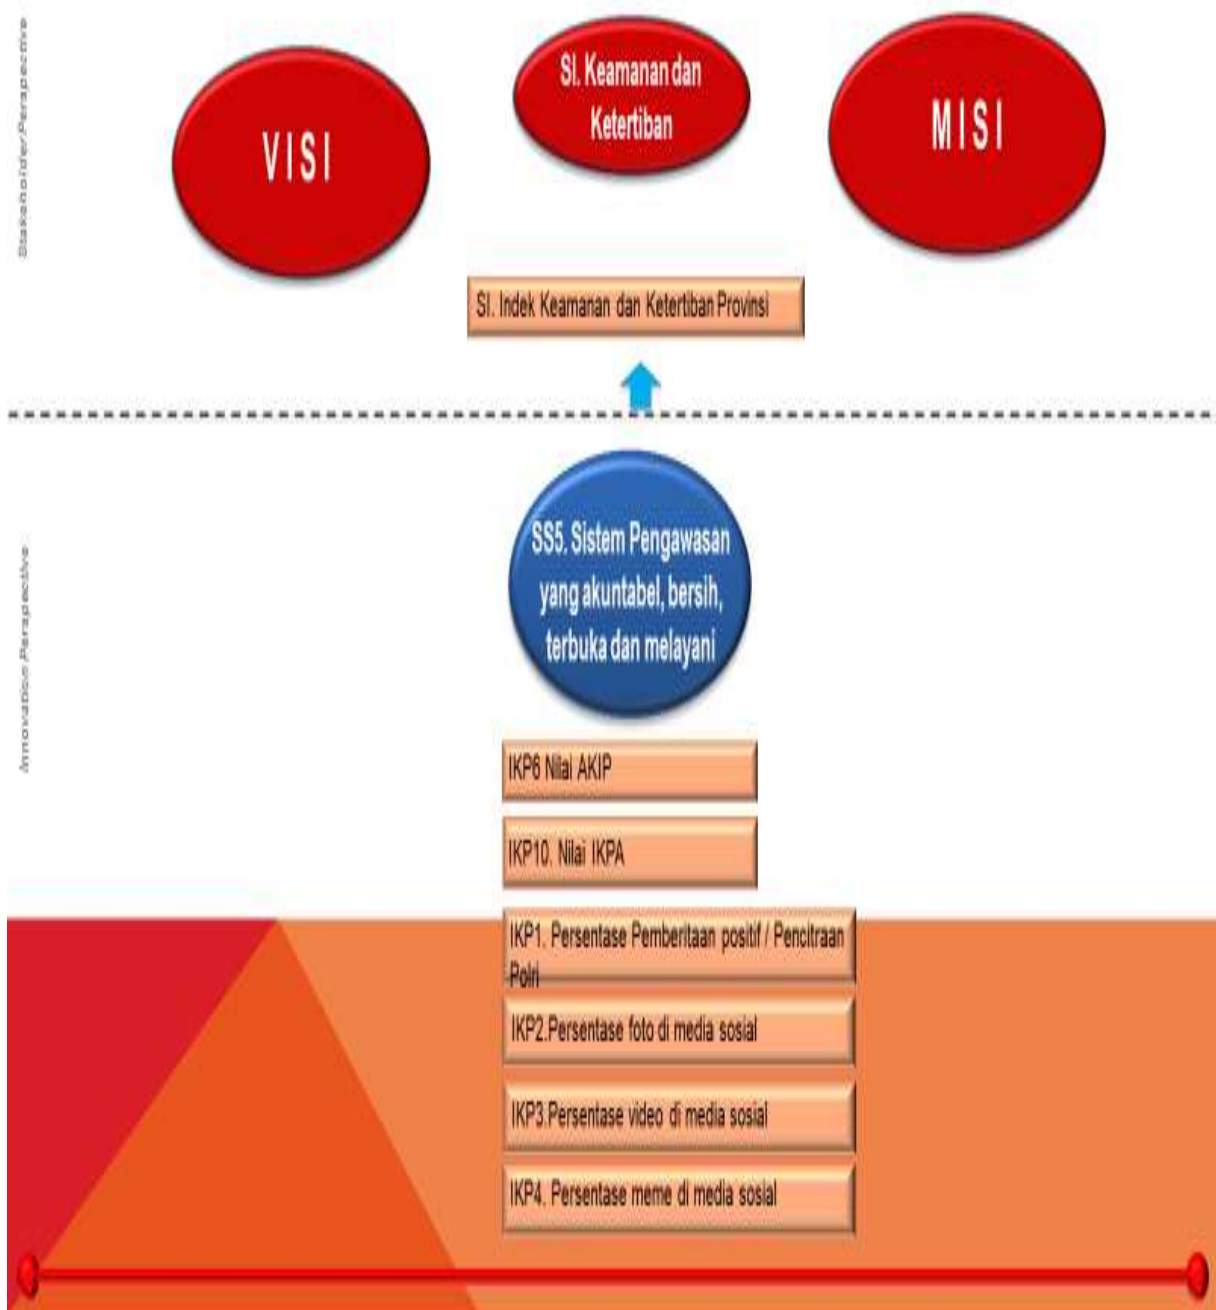 Stakeholder Perspective
VISI
SI. Keamanan dan
Ketertiban
MISI
SI. Indek Keamanan dan Ketertiban Provinsi
Innovation Perspective
SS5. Sistem Pengawasan
yang akuntabel, bersih,
terbuka dan melayani
IKP6 Nilai AKIP
IKP10. Nilai IKPA
IKP1. Persentase Pemberitaan positif / Pencitraan
Polri
IKP2.Persentase foto di media sosial
IKP3.Persentase video di media sosial
IKP4. Persentase meme di media sosial